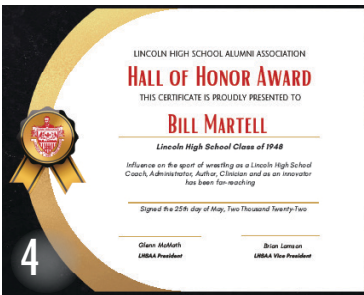 LINCOLN HIGH SCHOOL ALUMNI ASSOCIATION
HALL OF HONOR AWARD
THIS CERTIFICATE IS PROUDLY PRESENTED TO
BILL MARTELL
Lincoln High School Class of 1948
Influence on the sport of wrestling as a Lincoln High School
Coach, Administrator, Author, Clinician and as an innovator
has been far-reaching
Signed the 25th day of May, Two Thousand Twenty-Two
Glenn McMath
Brian Lamson
LHSAA President
LHSAA Vice President
4